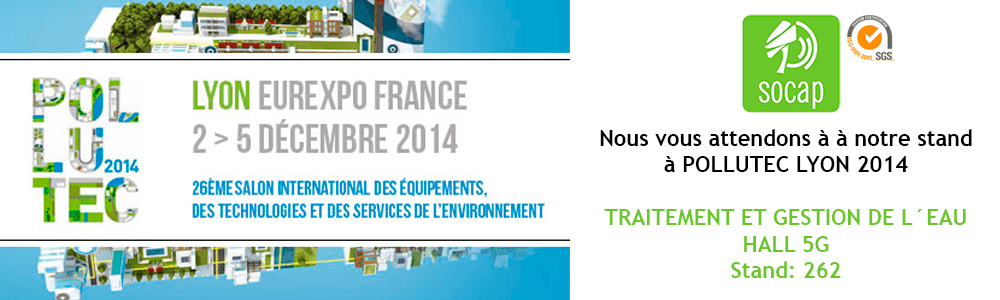 POL
LU
2014
TEC
LYON EUREXPO FRANCE
2 > 5 DÉCEMBRE 2014
26ÈME SALON INTERNATIONAL DES ÉQUIPEMENTS,
DES TECHNOLOGIES ET DES SERVICES DE L'ENVIRONNEMENT
socap
SGS
Nous vous attendons à à notre stand
à POLLUTEC LYON 2014
TRAITEMENT ET GESTION DE L´EAU
HALL 5G
Stand: 262